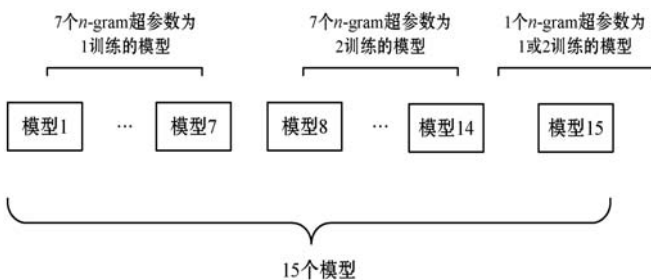 7个n-gram超参数为
1训练的模型
7个n-gram超参数为
2训练的模型
1个n-gram超参数为
1或2训练的模型
模型1 … 模型7 模型8 … 模型14 模型15
15个模型